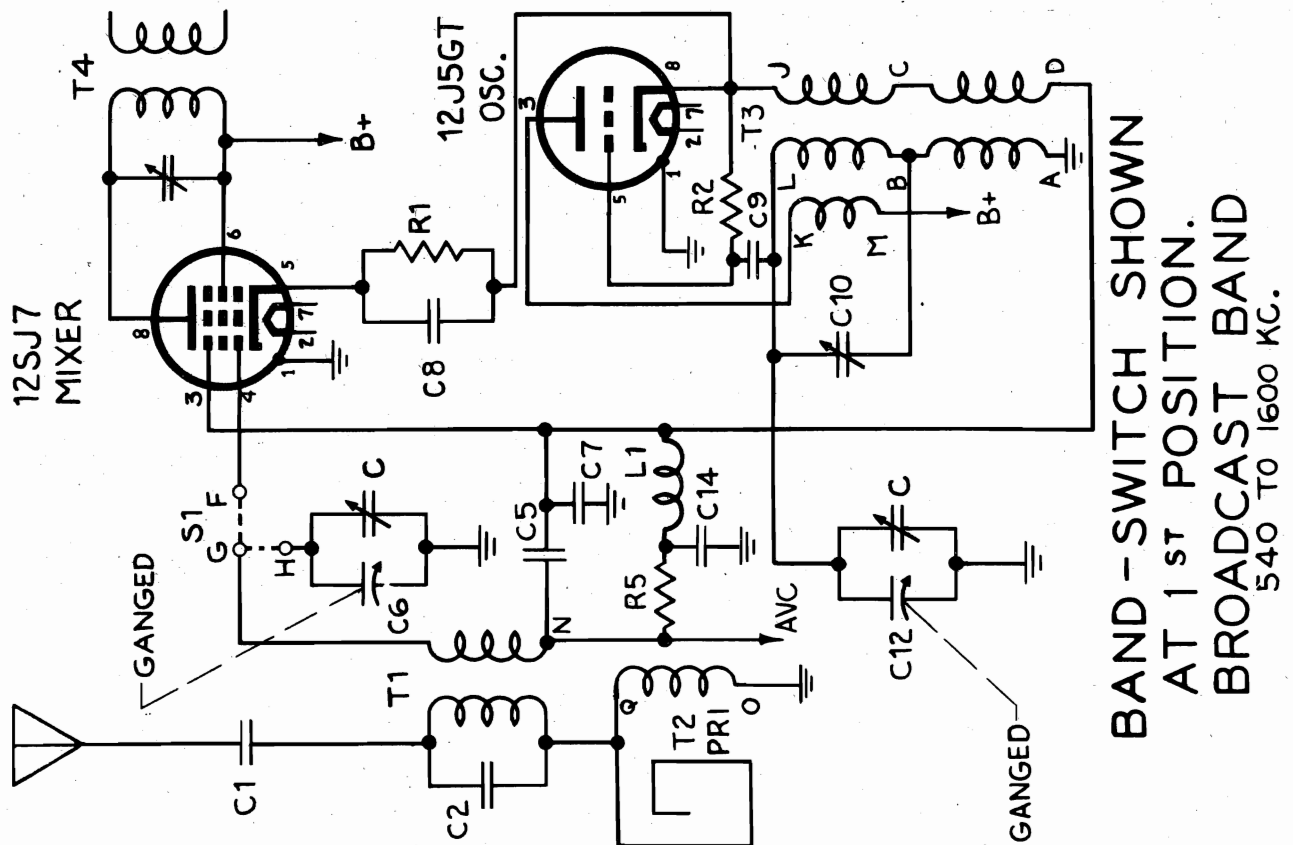 12SJ7
MIXER
T4
8
6
3
4
5
1
2
7
B+
12J5GT
OSC.
3
5
8
1
2
7
R1
C8
R2
C9
T3
J
C
D
L
B
A
K
M
B+
C10
S1
F
G
H
C
C6
GANGED
C5
C7
L1
C14
R5
N
AVC
T1
C1
C2
Q
T2
PRI
O
C
C12
GANGED
BAND-SWITCH SHOWN
AT 1ST POSITION.
BROADCAST BAND
540 TO 1600 KC.